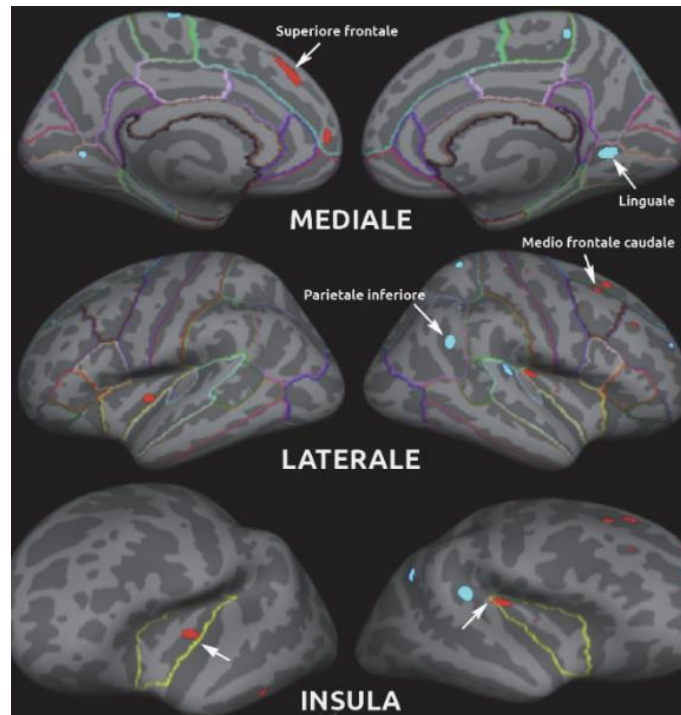 Superiore frontale
Linguale
MEDIALE
Medio frontale caudale
Parietale inferiore
LATERALE
INSULA